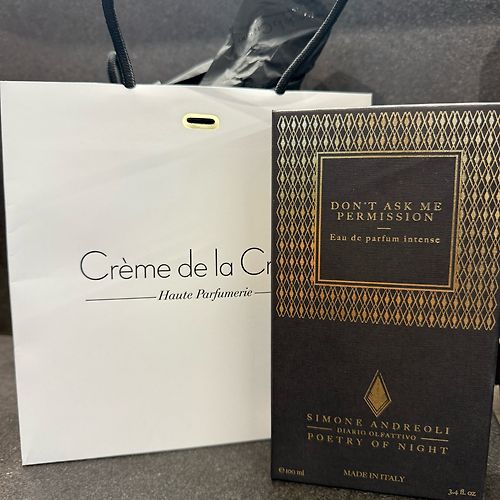 Crème de la Cr
Haute Parfumerie
DON'T ASK ME
PERMISSION
Eau de parfum intense
SIMONE ANDREOLI
DIARIO OLFATTIVO
POETRY OF NIGHT
℮100 ml
MADE IN ITALY
3.4 fl. oz